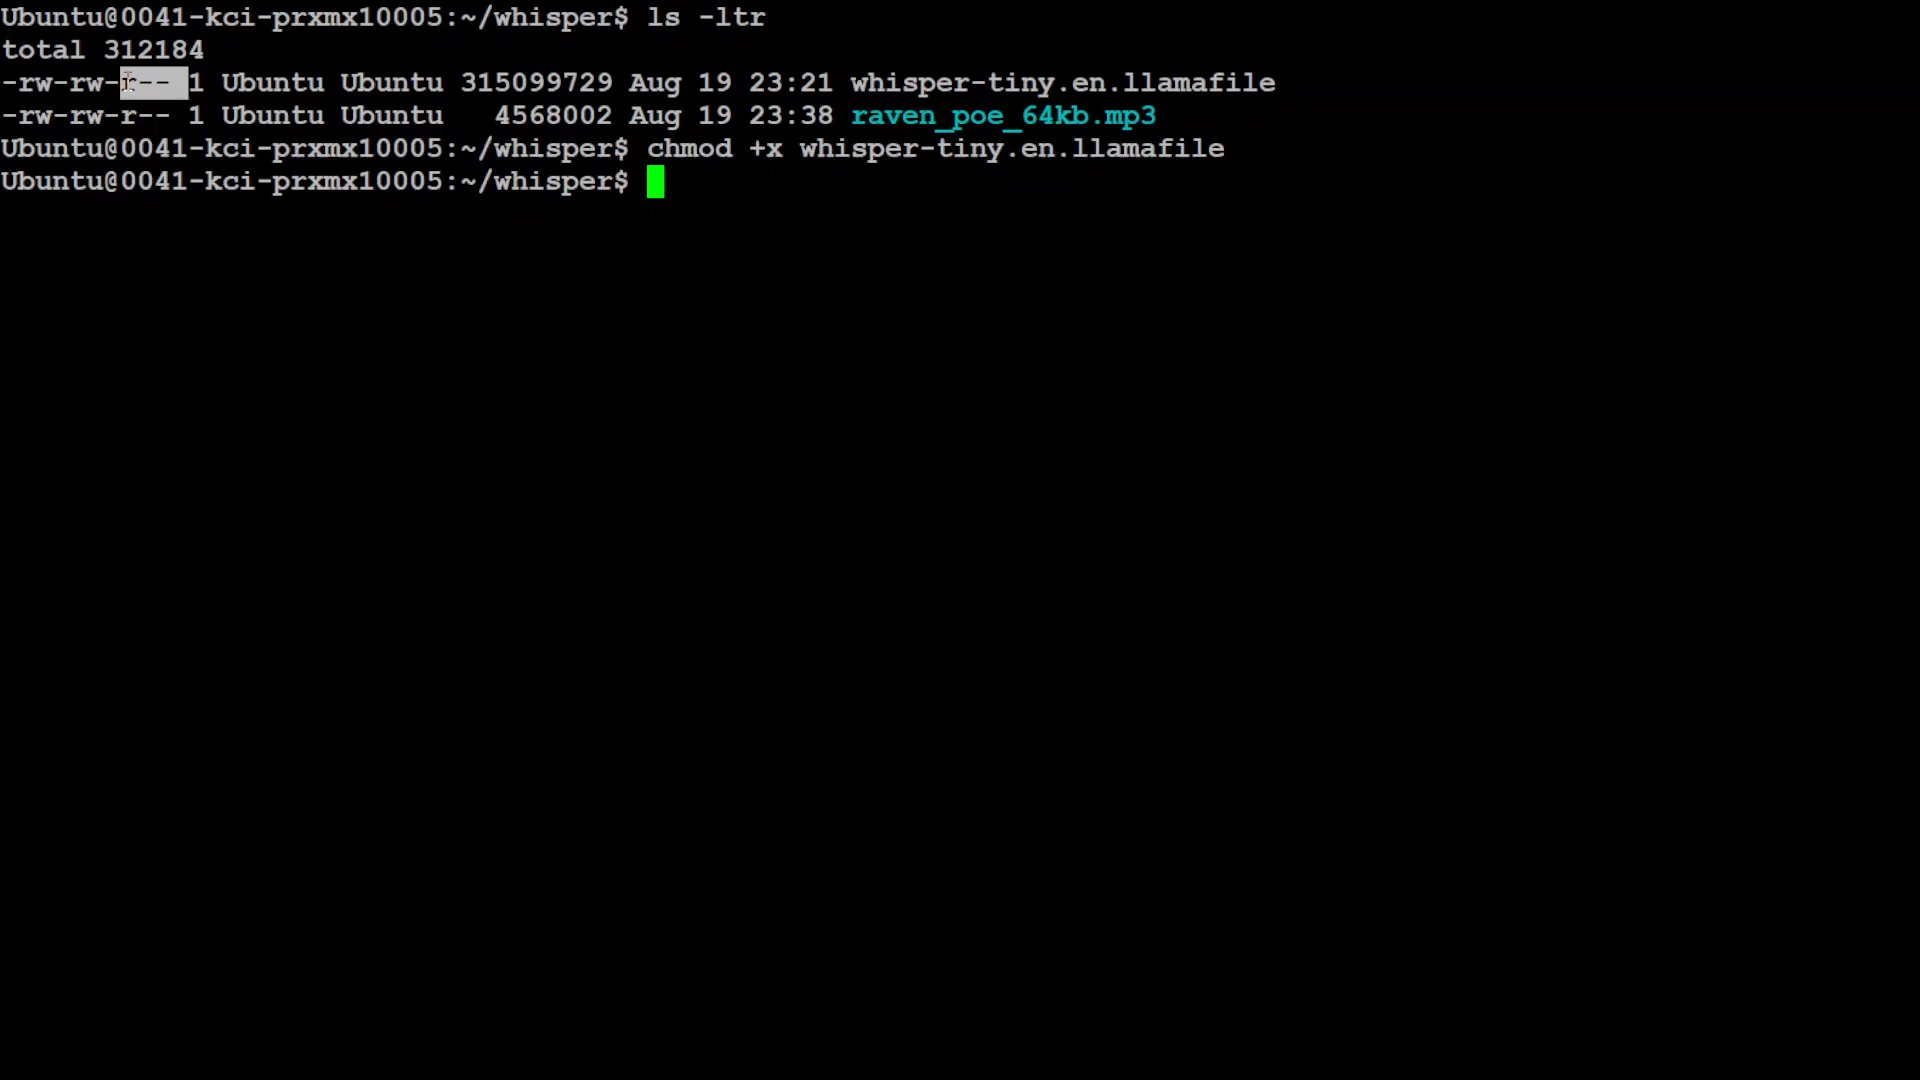 Ubuntu@0041-kci-prxmx10005:~/whisper$ ls -ltr
total 312184
-rw-rw-r-- 1 Ubuntu Ubuntu 315099729 Aug 19 23:21 whisper-tiny.en.llamafile
-rw-rw-r-- 1 Ubuntu Ubuntu   4568002 Aug 19 23:38 raven_poe_64kb.mp3
Ubuntu@0041-kci-prxmx10005:~/whisper$ chmod +x whisper-tiny.en.llamafile
Ubuntu@0041-kci-prxmx10005:~/whisper$